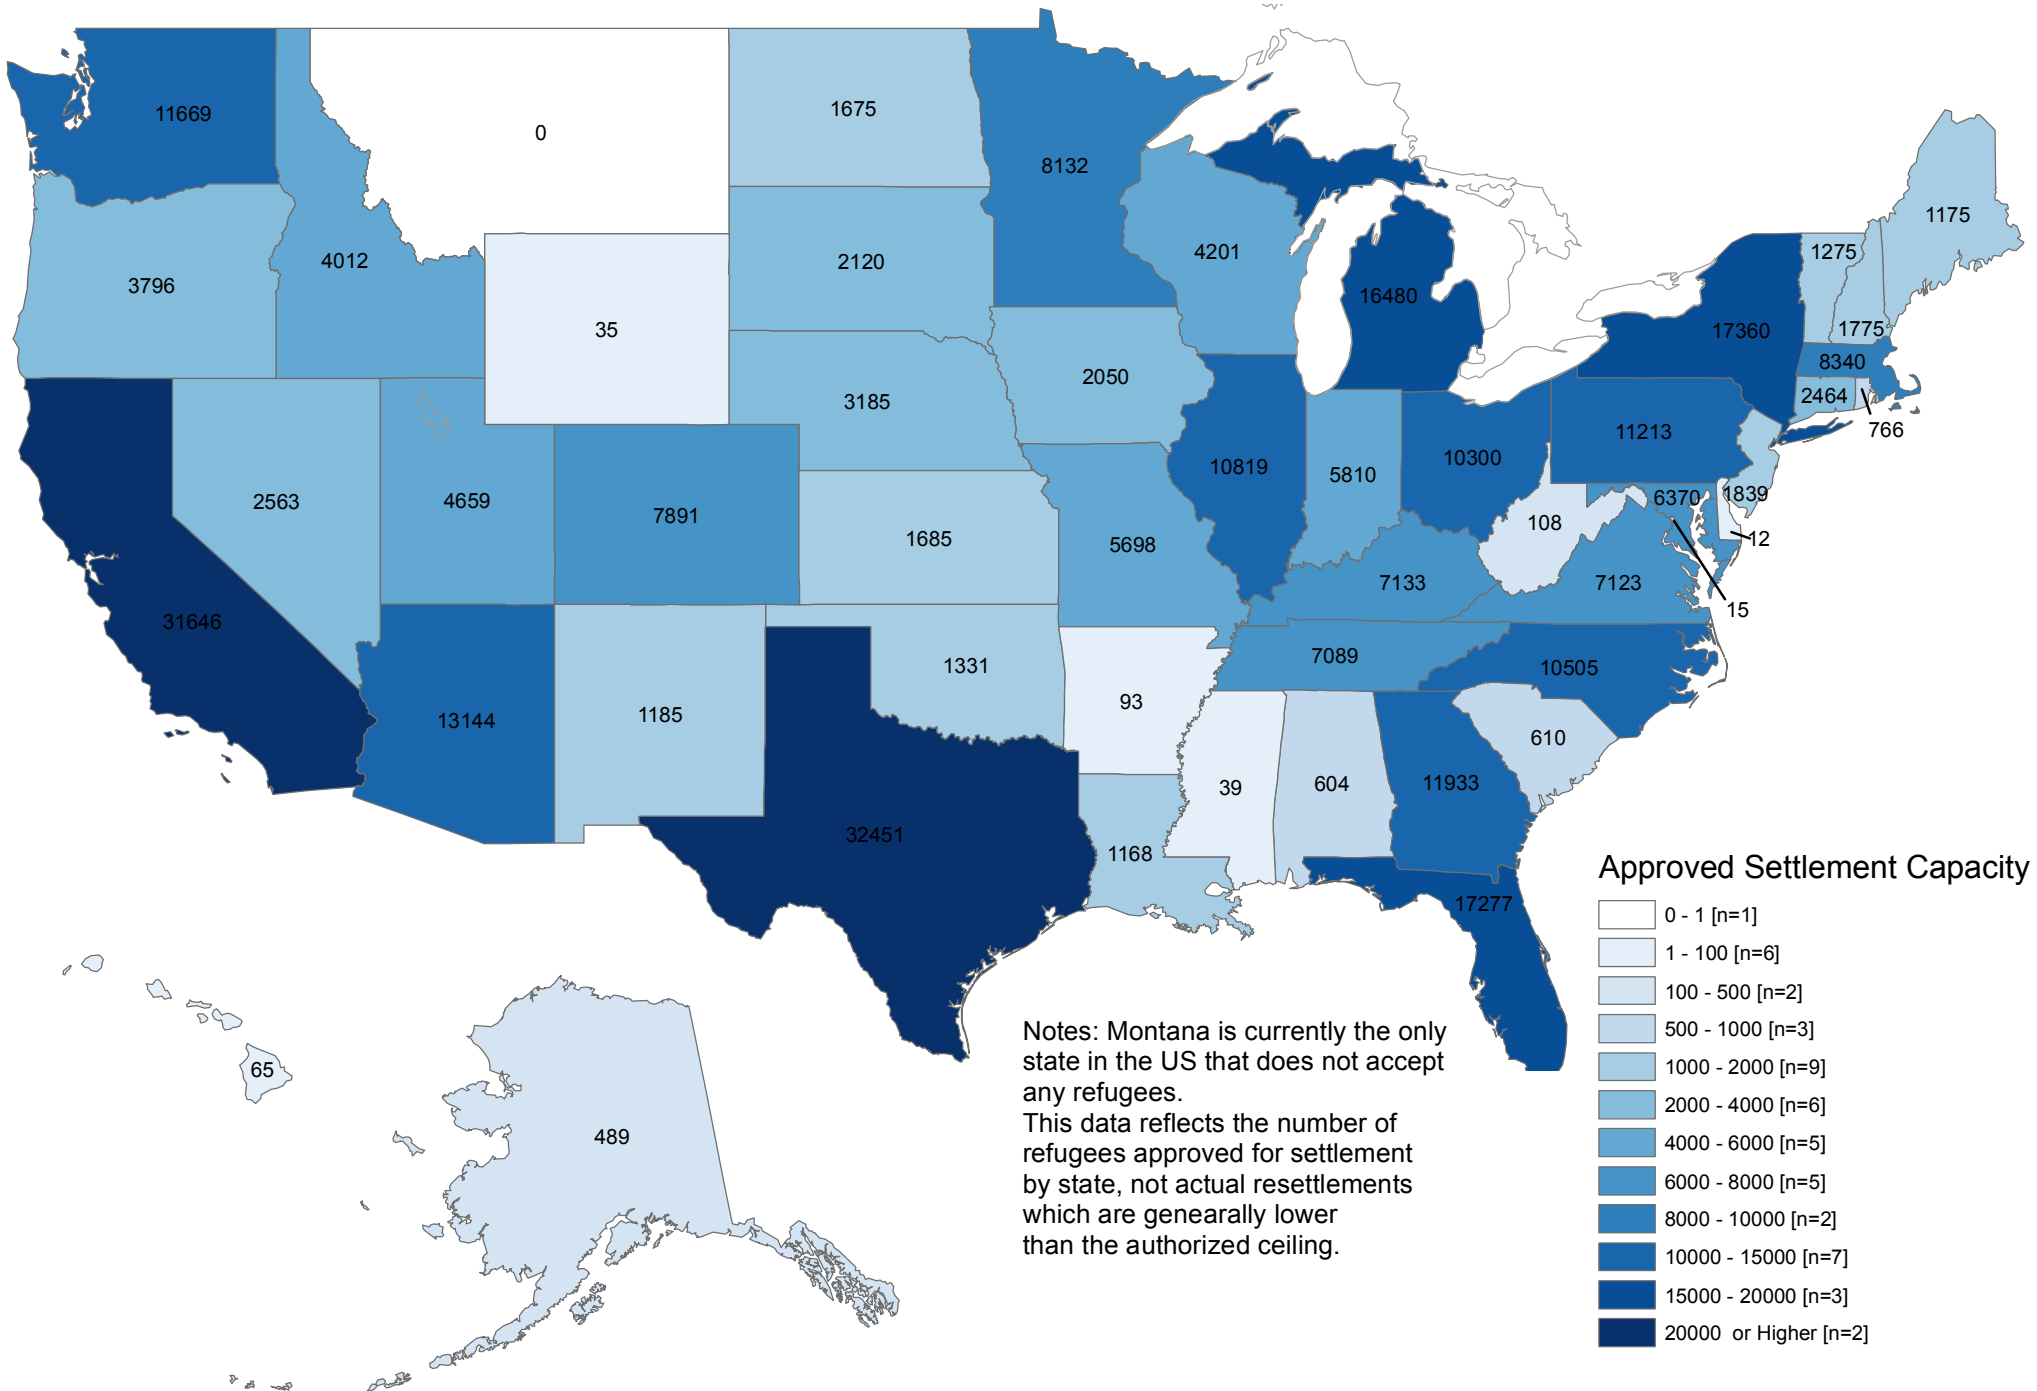 11669
0
1675
8132
1175
4012
3796
2120
4201
1275
16480
35
17360
1775
8340
2050
3185
2464
766
11213
10819
5810
10300
2563
4659
7891
6370
1839
108
1685
5698
12
7133
7123
15
31646
7089
10505
1331
93
13144
1185
610
39
604
11933
32451
1168
17277
65
489
Notes: Montana is currently the only
state in the US that does not accept
any refugees.
This data reflects the number of
refugees approved for settlement
by state, not actual resettlements
which are genearally lower
than the authorized ceiling.
Approved Settlement Capacity
0 - 1 [n=1]
1 - 100 [n=6]
100 - 500 [n=2]
500 - 1000 [n=3]
1000 - 2000 [n=9]
2000 - 4000 [n=6]
4000 - 6000 [n=5]
6000 - 8000 [n=5]
8000 - 10000 [n=2]
10000 - 15000 [n=7]
15000 - 20000 [n=3]
20000 or Higher [n=2]